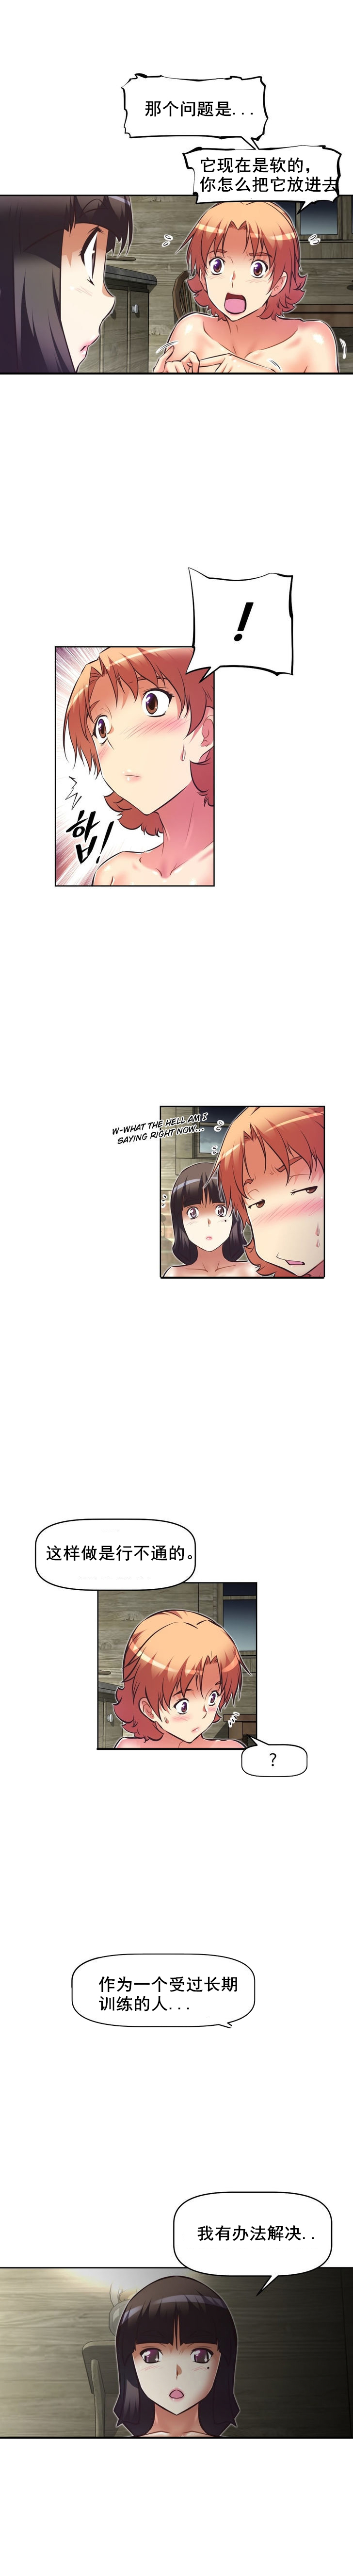 那个问题是...
它现在是软的，
你怎么把它放进去
!
하
비!
W-WHAT THE HELL AM I
SAYING RIGHT NOW...
这样做是行不通的。
?
作为一个受过长期
训练的人...
我有办法解决..